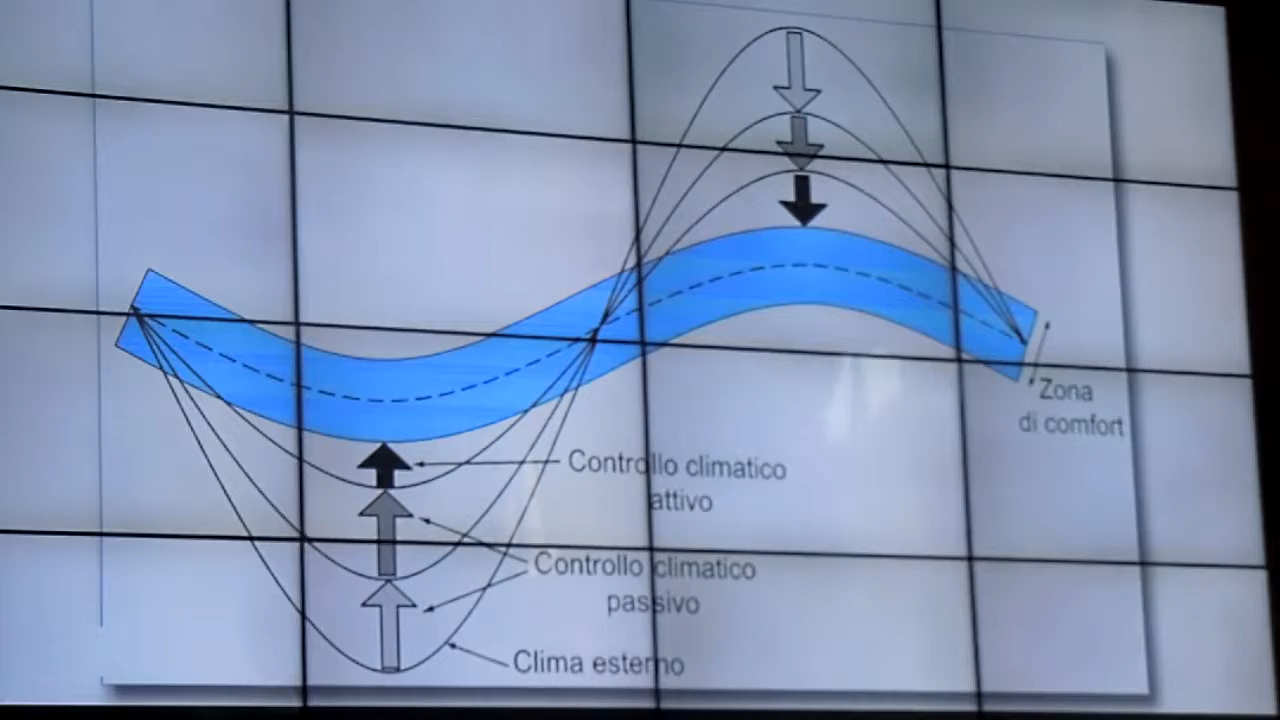 Zona
di comfort
Controllo climatico
attivo
Controllo climatico
passivo
Clima esterno